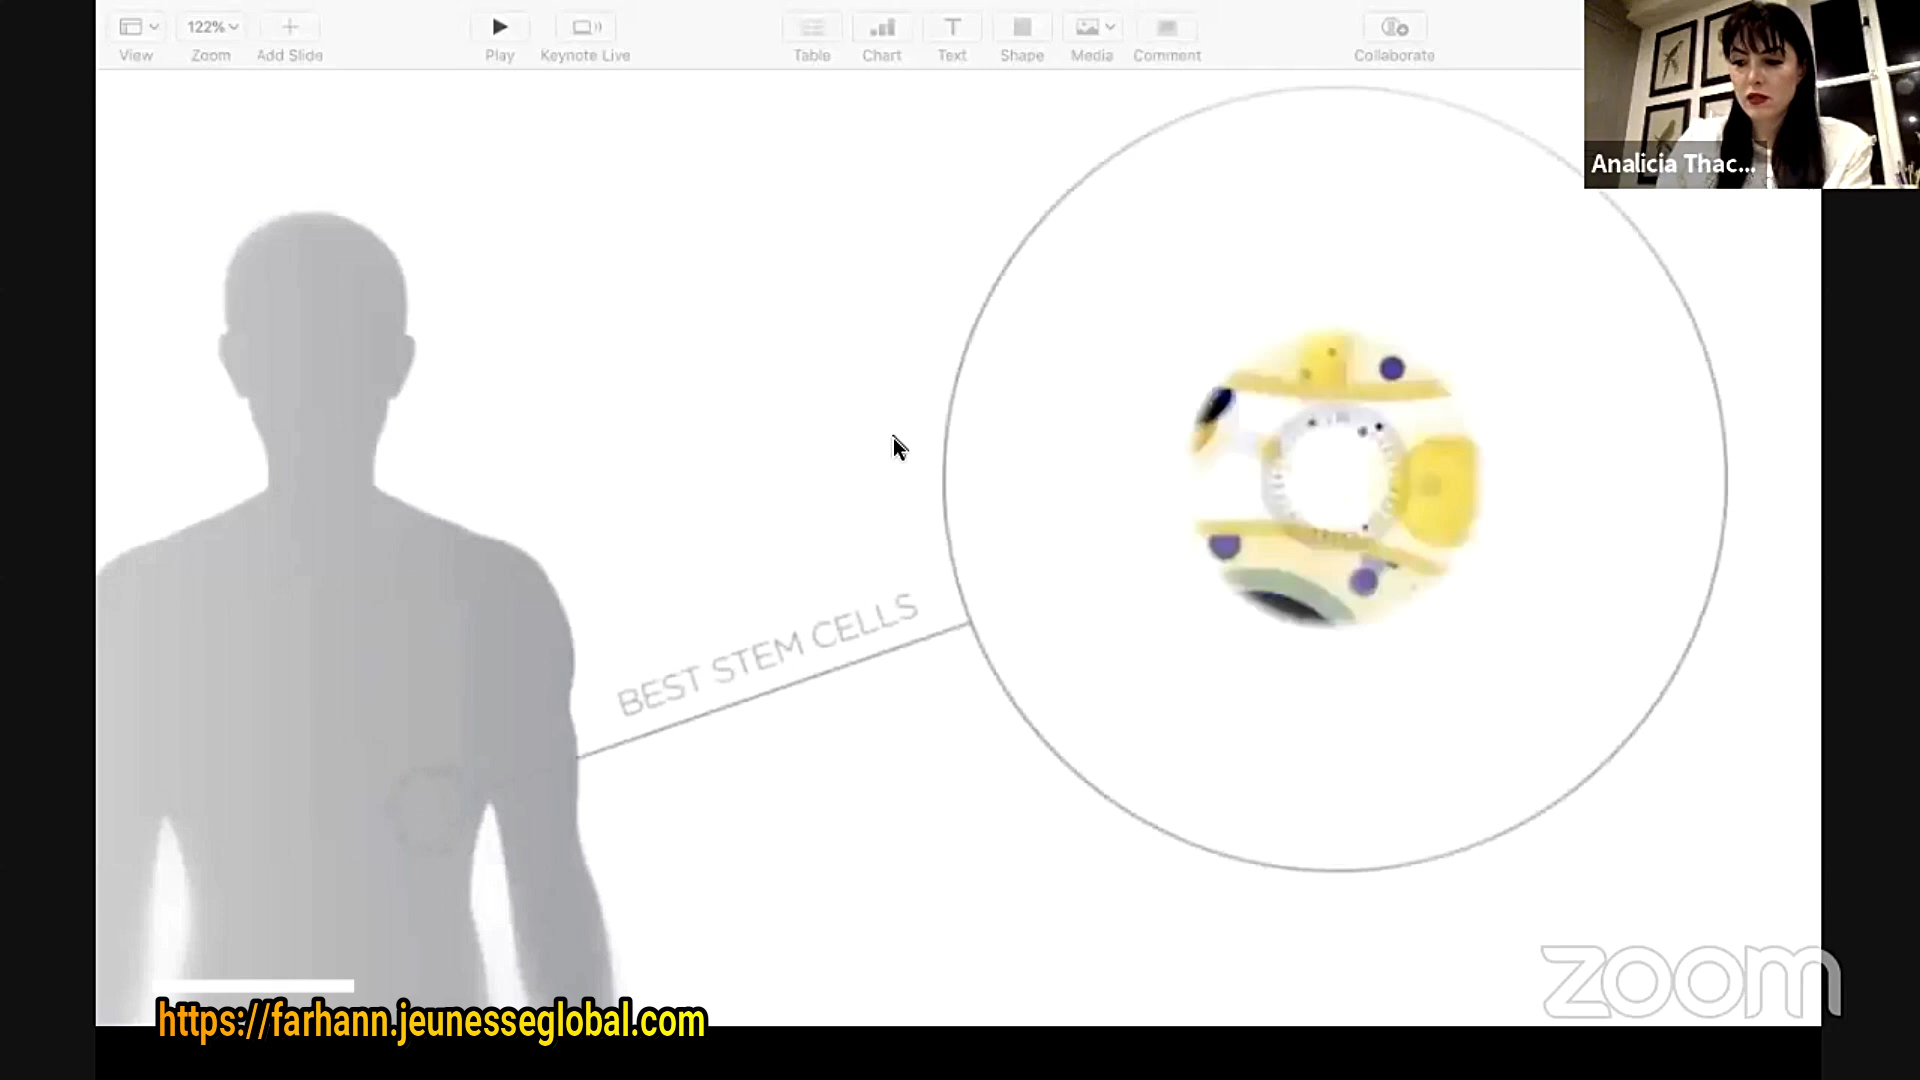 122%
View
Zoom
Add Slide
Play
Keynote Live
T
Table
Chart
Text
Shape
Media
Comment
Collaborate
Analicia Thac...
BEST STEM CELLS
zoom
https://farhann.jeunesseglobal.com